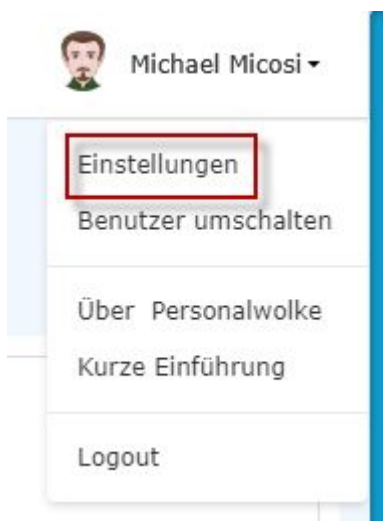 Michael Micosi
Einstellungen
Benutzer umschalten
Über Personalwolke
Kurze Einführung
Logout